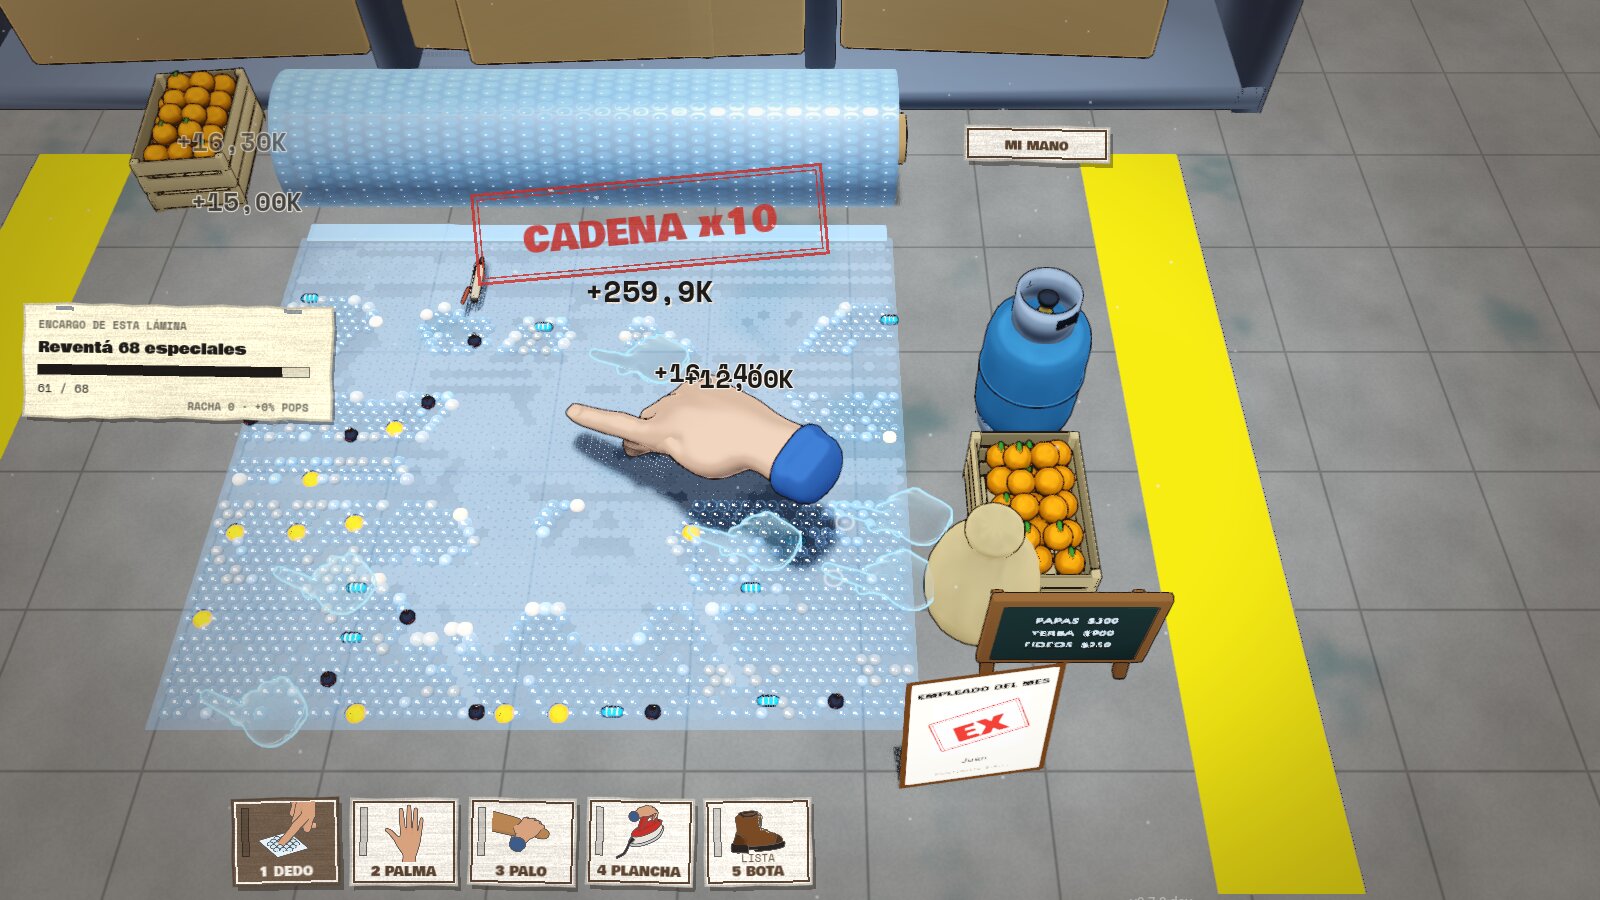 +16,30K
+15,00K
MI MANO
CADENA x10
+259,9K
ENCARGO DE ESTA LÁMINA
Reventá 68 especiales
61 / 68
RACHA 0 - +0% POPS
+12,00K
PAPAS $300
YERBA $900
FIDEOS $250
EMPLEADO DEL MES
EX
Juan
1 DEDO
2 PALMA
3 PALO
4 PLANCHA
LISTA
5 BOTA